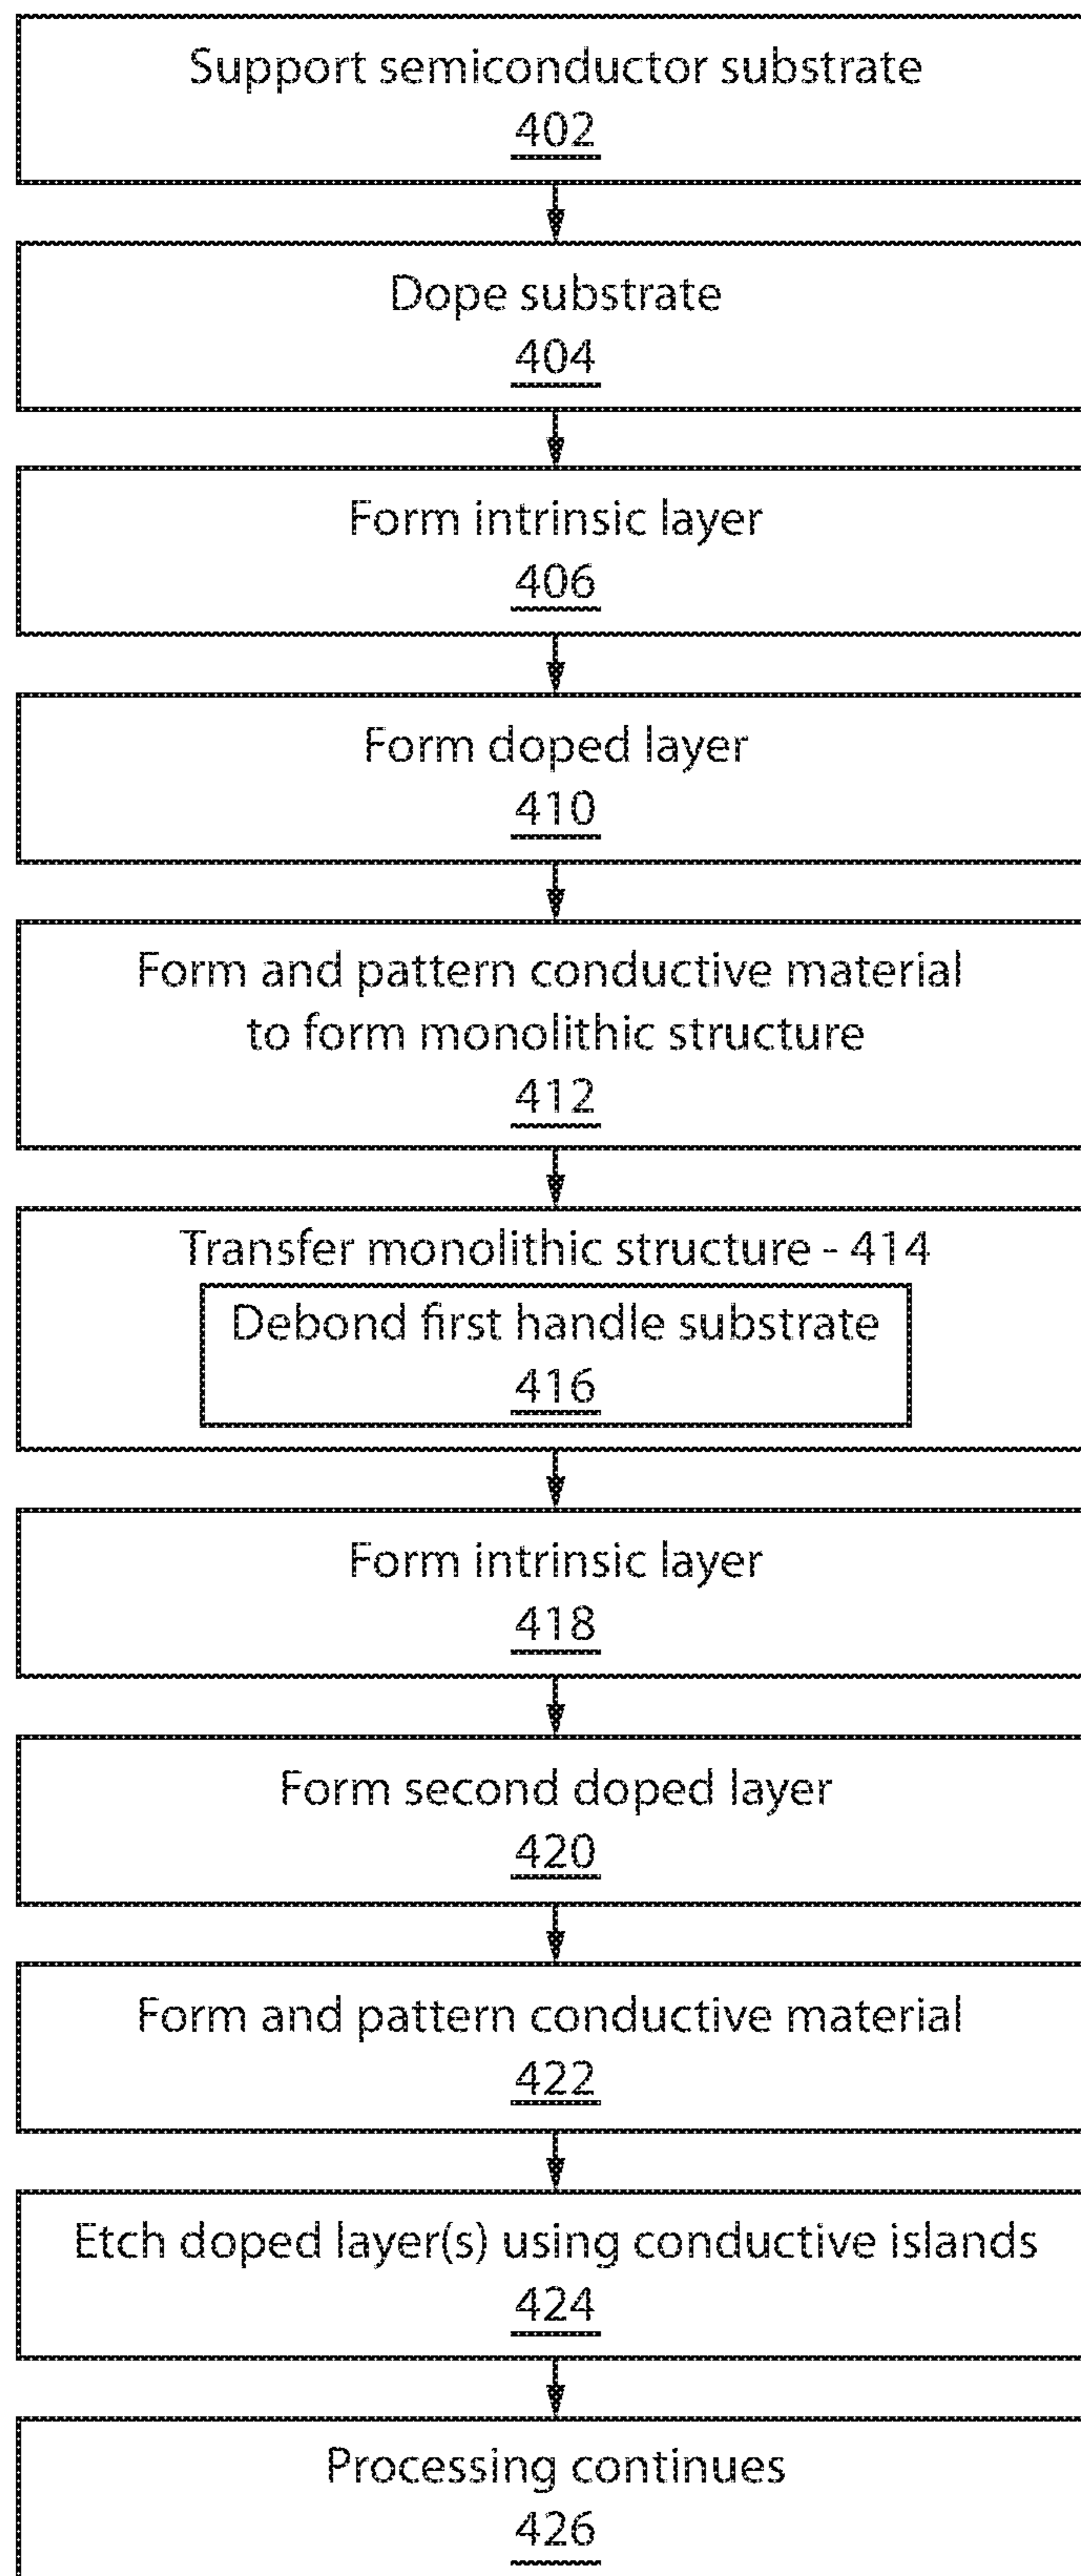 Support semiconductor substrate
402
Dope substrate
404
Form intrinsic layer
406
Form doped layer
410
Form and pattern conductive material
to form monolithic structure
412
Transfer monolithic structure - 414
Debond first handle substrate
416
Form intrinsic layer
418
Form second doped layer
420
Form and pattern conductive material
422
Etch doped layer(s) using conductive islands
424
Processing continues
426